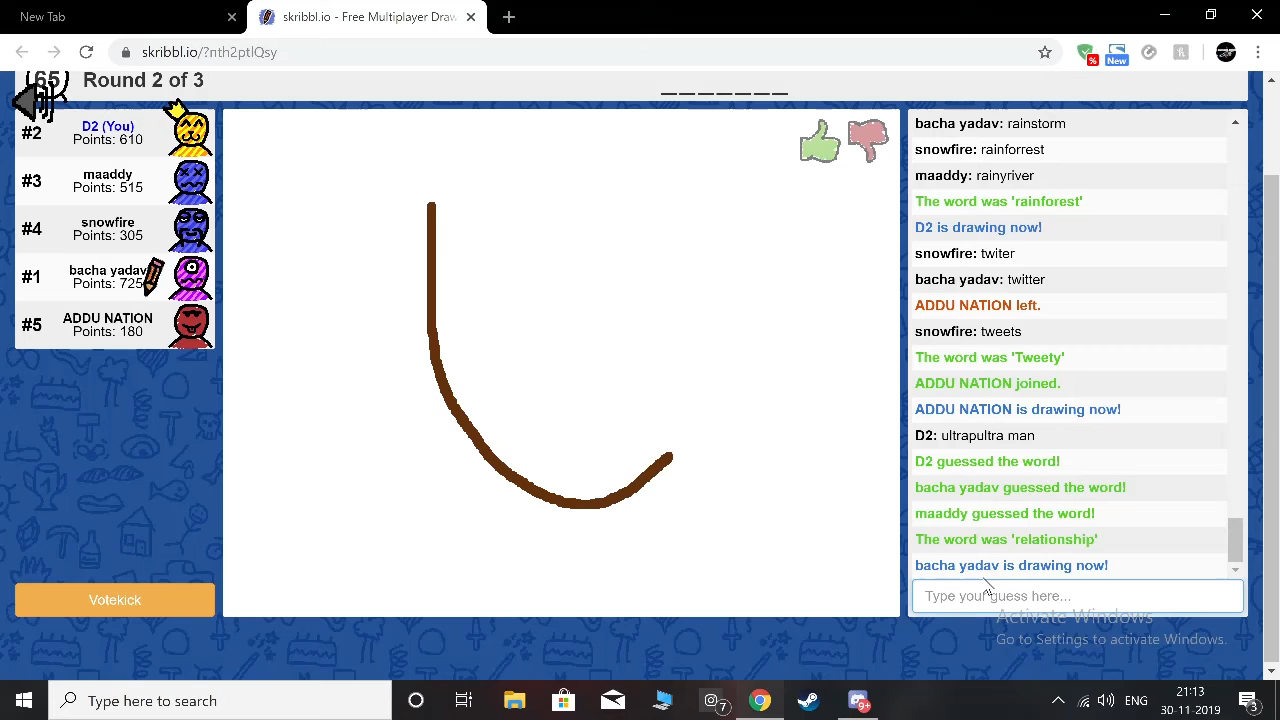 New Tab
skribbl.io - Free Multiplayer Draw
skribbl.io/?nth2ptlQsy
%
New
65
Round 2 of 3
_ _ _ _ _ _ _
#2
D2 (You)
Points: 610
#3
maaddy
Points: 515
#4
snowfire
Points: 305
#1
bacha yadav
Points: 725
#5
ADDU NATION
Points: 180
Votekick
bacha yadav: rainstorm
snowfire: rainforrest
maaddy: rainyriver
The word was 'rainforest'
D2 is drawing now!
snowfire: twiter
bacha yadav: twitter
ADDU NATION left.
snowfire: tweets
The word was 'Tweety'
ADDU NATION joined.
ADDU NATION is drawing now!
D2: ultrapultra man
D2 guessed the word!
bacha yadav guessed the word!
maaddy guessed the word!
The word was 'relationship'
bacha yadav is drawing now!
Type your guess here...
Activate Windows
Go to Settings to activate Windows.
Type here to search
7
9+
ENG
21:13
30-11-2019
3